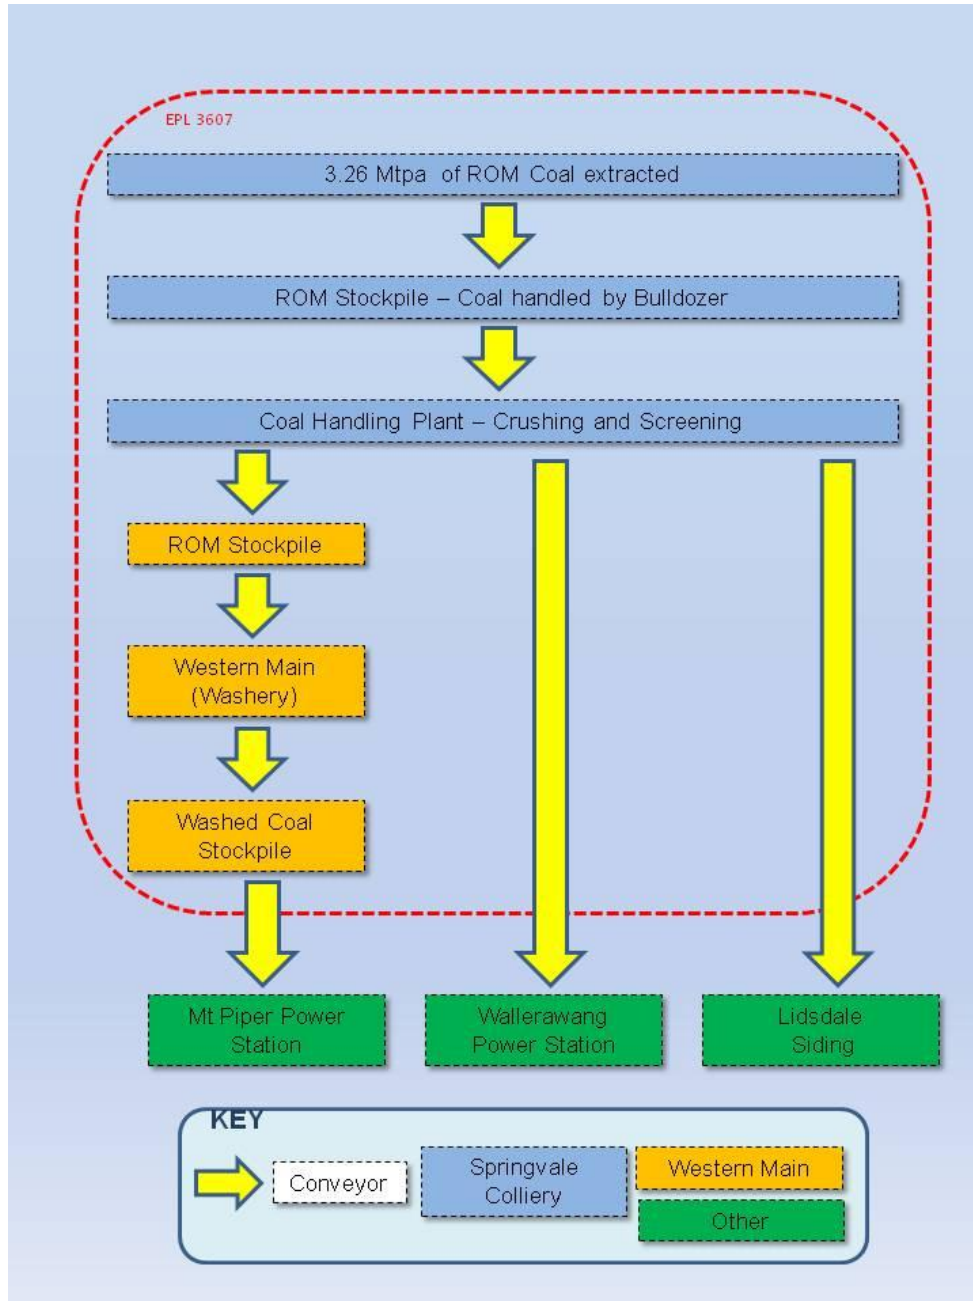 EPL 3607
3.26 Mtpa of ROM Coal extracted
ROM Stockpile – Coal handled by Bulldozer
Coal Handling Plant – Crushing and Screening
ROM Stockpile
Western Main
(Washery)
Washed Coal
Stockpile
Mt Piper Power
Station
Wallerawang
Power Station
Lidsdale
Siding
KEY
Conveyor
Springvale
Colliery
Western Main
Other